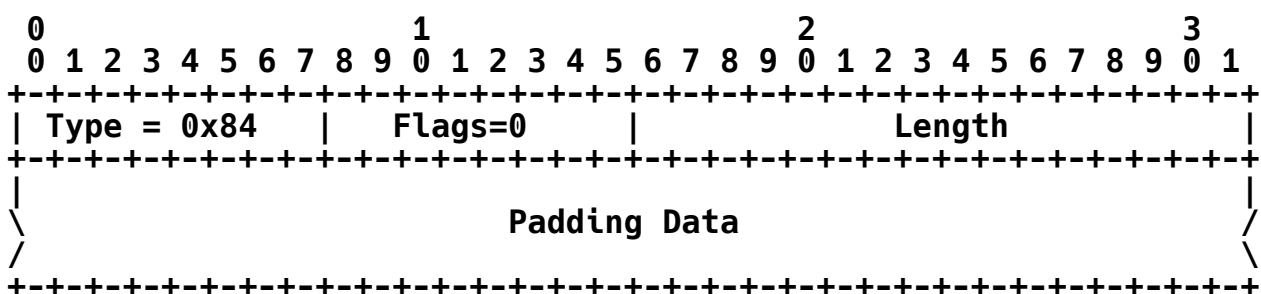 0                   1                   2                   3
 0 1 2 3 4 5 6 7 8 9 0 1 2 3 4 5 6 7 8 9 0 1 2 3 4 5 6 7 8 9 0 1
+-+-+-+-+-+-+-+-+-+-+-+-+-+-+-+-+-+-+-+-+-+-+-+-+-+-+-+-+-+-+-+-+
| Type = 0x84   |   Flags=0     |             Length            |
+-+-+-+-+-+-+-+-+-+-+-+-+-+-+-+-+-+-+-+-+-+-+-+-+-+-+-+-+-+-+-+-+
|                                                               |
\                         Padding Data                          /
/                                                               \
+-+-+-+-+-+-+-+-+-+-+-+-+-+-+-+-+-+-+-+-+-+-+-+-+-+-+-+-+-+-+-+-+